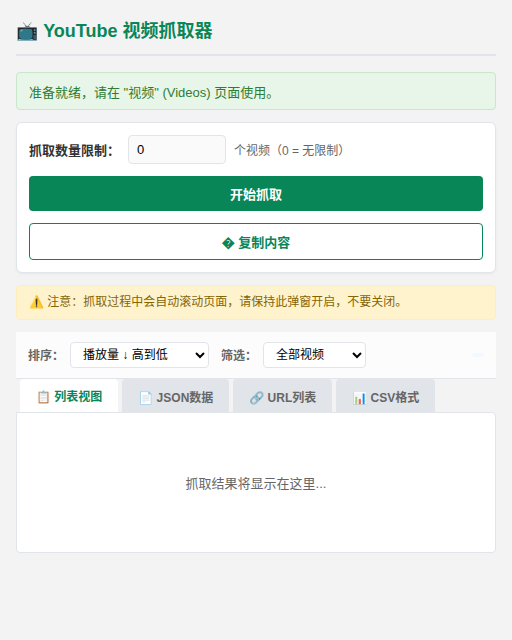 📺 YouTube 视频抓取器
准备就绪，请在 "视频" (Videos) 页面使用。
抓取数量限制： 0 个视频（0 = 无限制）
开始抓取
� 复制内容
⚠️ 注意：抓取过程中会自动滚动页面，请保持此弹窗开启，不要关闭。
排序： 播放量 ↓ 高到低 筛选： 全部视频
📋 列表视图 📄 JSON数据 🔗 URL列表 📊 CSV格式
抓取结果将显示在这里...